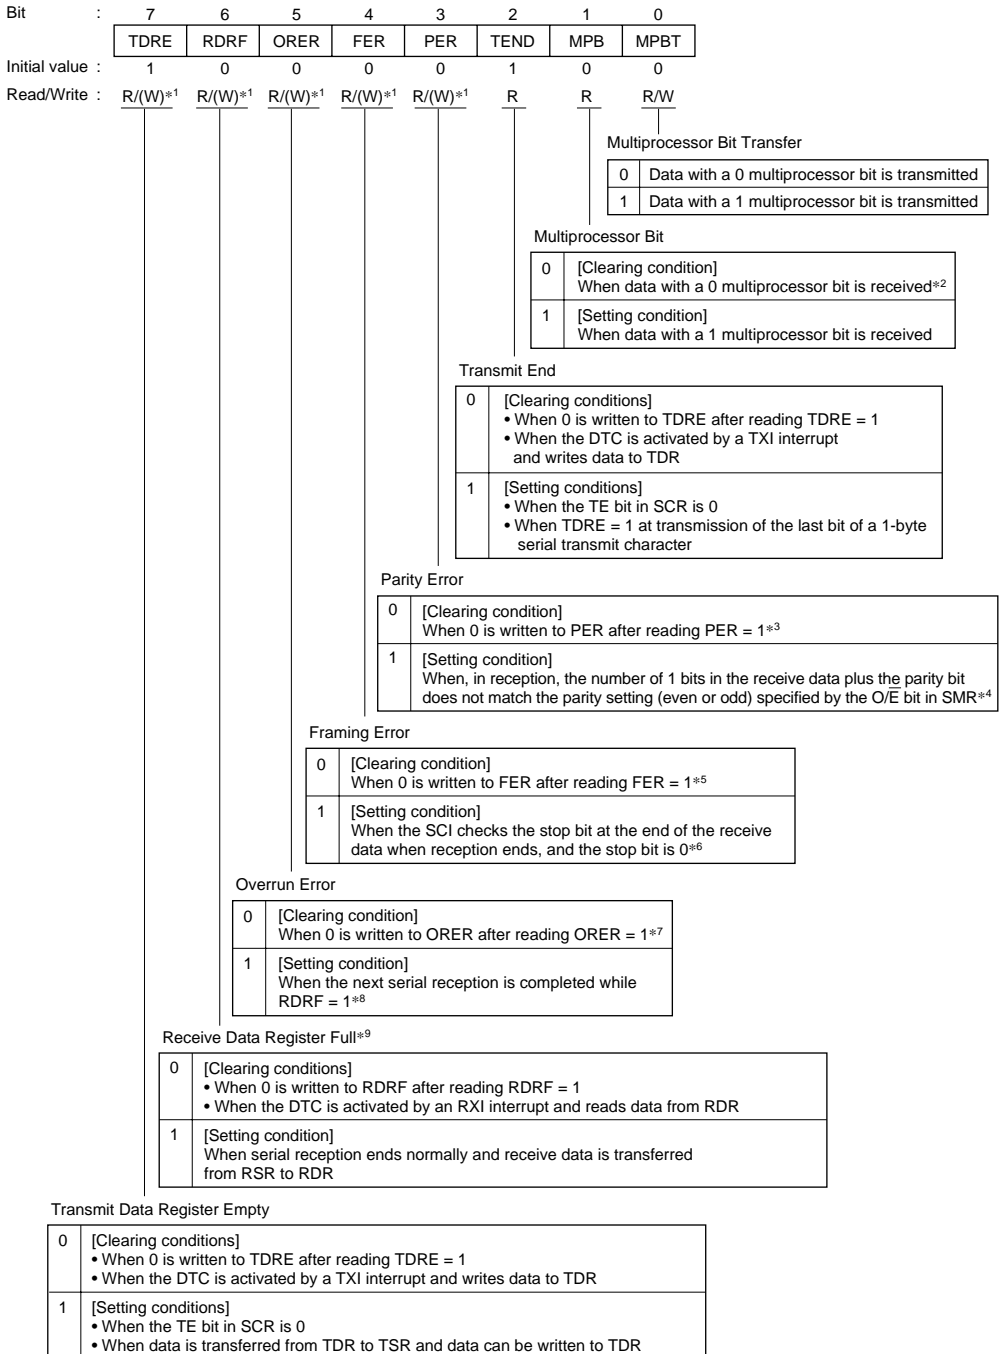 Bit : 7 6 5 4 3 2 1 0
TDRE RDRF ORER FER PER TEND MPB MPBT
Initial value : 1 0 0 0 0 1 0 0
Read/Write : R/(W)*1 R/(W)*1 R/(W)*1 R/(W)*1 R/(W)*1 R R R/W
Multiprocessor Bit Transfer
0 Data with a 0 multiprocessor bit is transmitted
1 Data with a 1 multiprocessor bit is transmitted
Multiprocessor Bit
0 [Clearing condition]
When data with a 0 multiprocessor bit is received*2
1 [Setting condition]
When data with a 1 multiprocessor bit is received
Transmit End
0 [Clearing conditions]
• When 0 is written to TDRE after reading TDRE = 1
• When the DTC is activated by a TXI interrupt
and writes data to TDR
1 [Setting conditions]
• When the TE bit in SCR is 0
• When TDRE = 1 at transmission of the last bit of a 1-byte
serial transmit character
Parity Error
0 [Clearing condition]
When 0 is written to PER after reading PER = 1*3
1 [Setting condition]
When, in reception, the number of 1 bits in the receive data plus the parity bit
does not match the parity setting (even or odd) specified by the O/E̅ bit in SMR*4
Framing Error
0 [Clearing condition]
When 0 is written to FER after reading FER = 1*5
1 [Setting condition]
When the SCI checks the stop bit at the end of the receive
data when reception ends, and the stop bit is 0*6
Overrun Error
0 [Clearing condition]
When 0 is written to ORER after reading ORER = 1*7
1 [Setting condition]
When the next serial reception is completed while
RDRF = 1*8
Receive Data Register Full*9
0 [Clearing conditions]
• When 0 is written to RDRF after reading RDRF = 1
• When the DTC is activated by an RXI interrupt and reads data from RDR
1 [Setting condition]
When serial reception ends normally and receive data is transferred
from RSR to RDR
Transmit Data Register Empty
0 [Clearing conditions]
• When 0 is written to TDRE after reading TDRE = 1
• When the DTC is activated by a TXI interrupt and writes data to TDR
1 [Setting conditions]
• When the TE bit in SCR is 0
• When data is transferred from TDR to TSR and data can be written to TDR